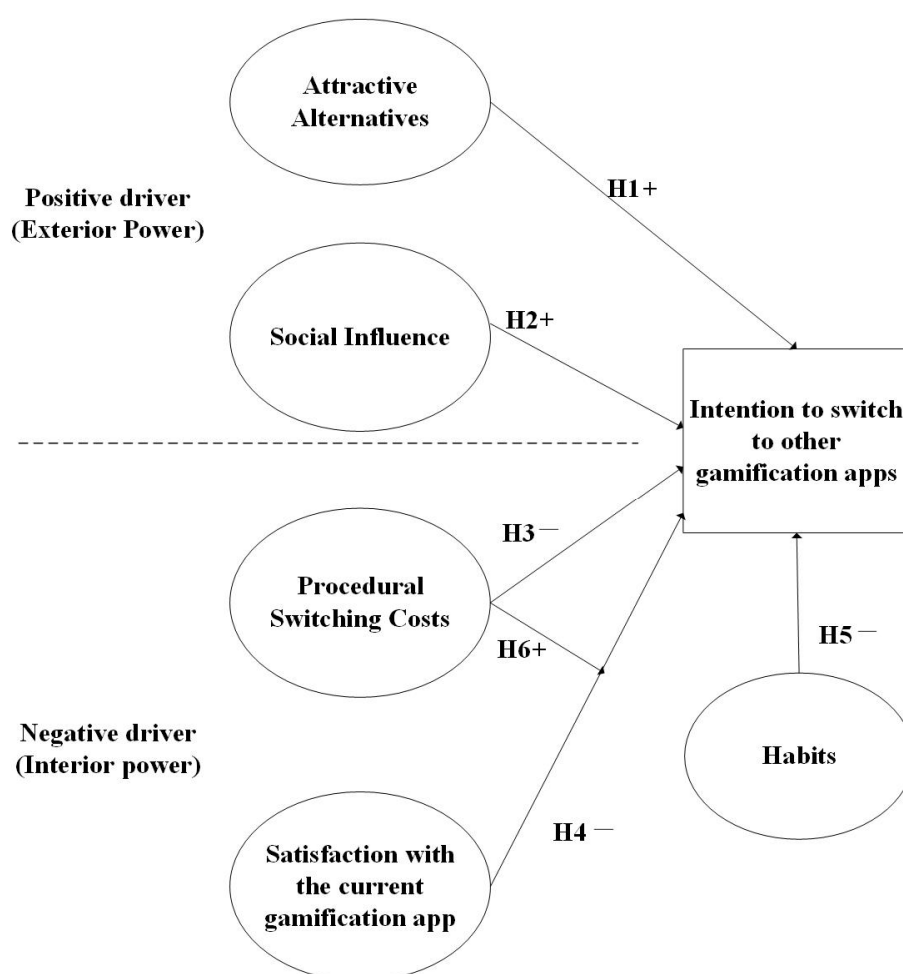 Attractive
Alternatives
H1+
Positive driver
(Exterior Power)
Social Influence
H2+
Intention to switch
to other
gamification apps
H3 —
Procedural
Switching Costs
H6+
H5 —
Negative driver
(Interior power)
Habits
H4 —
Satisfaction with
the current
gamification app